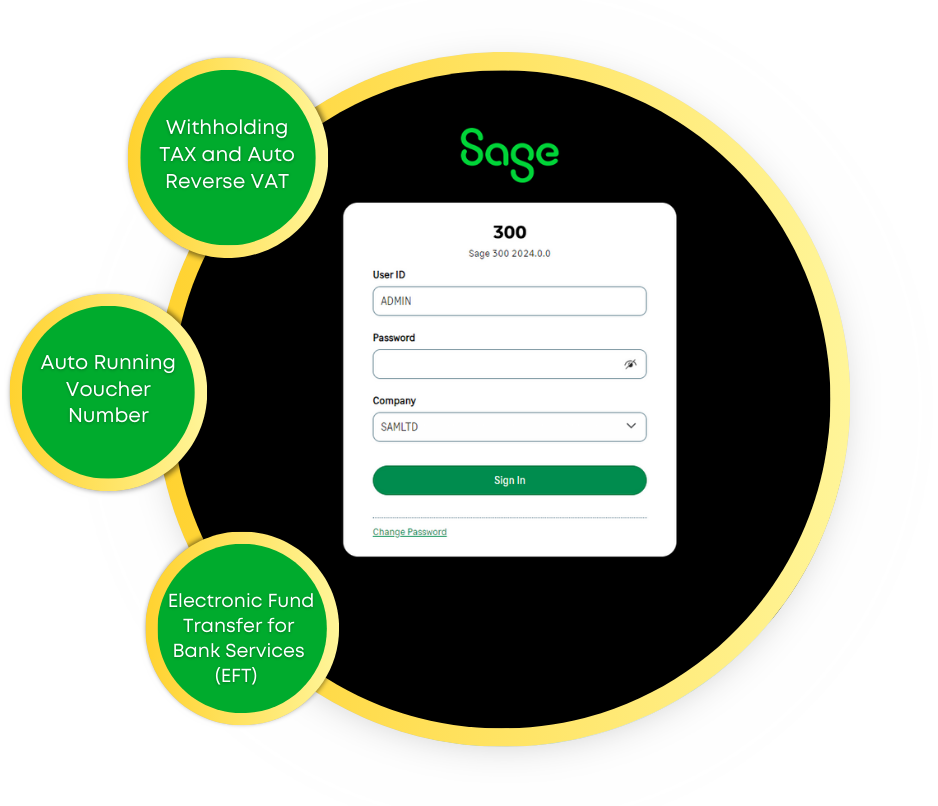 Withholding
TAX and Auto
Reverse VAT
Auto Running
Voucher
Number
Electronic Fund
Transfer for
Bank Services
(EFT)
Sage
300
Sage 300 2024.0.0
User ID
ADMIN
Password
Company
SAMLTD
Sign In
Change Password